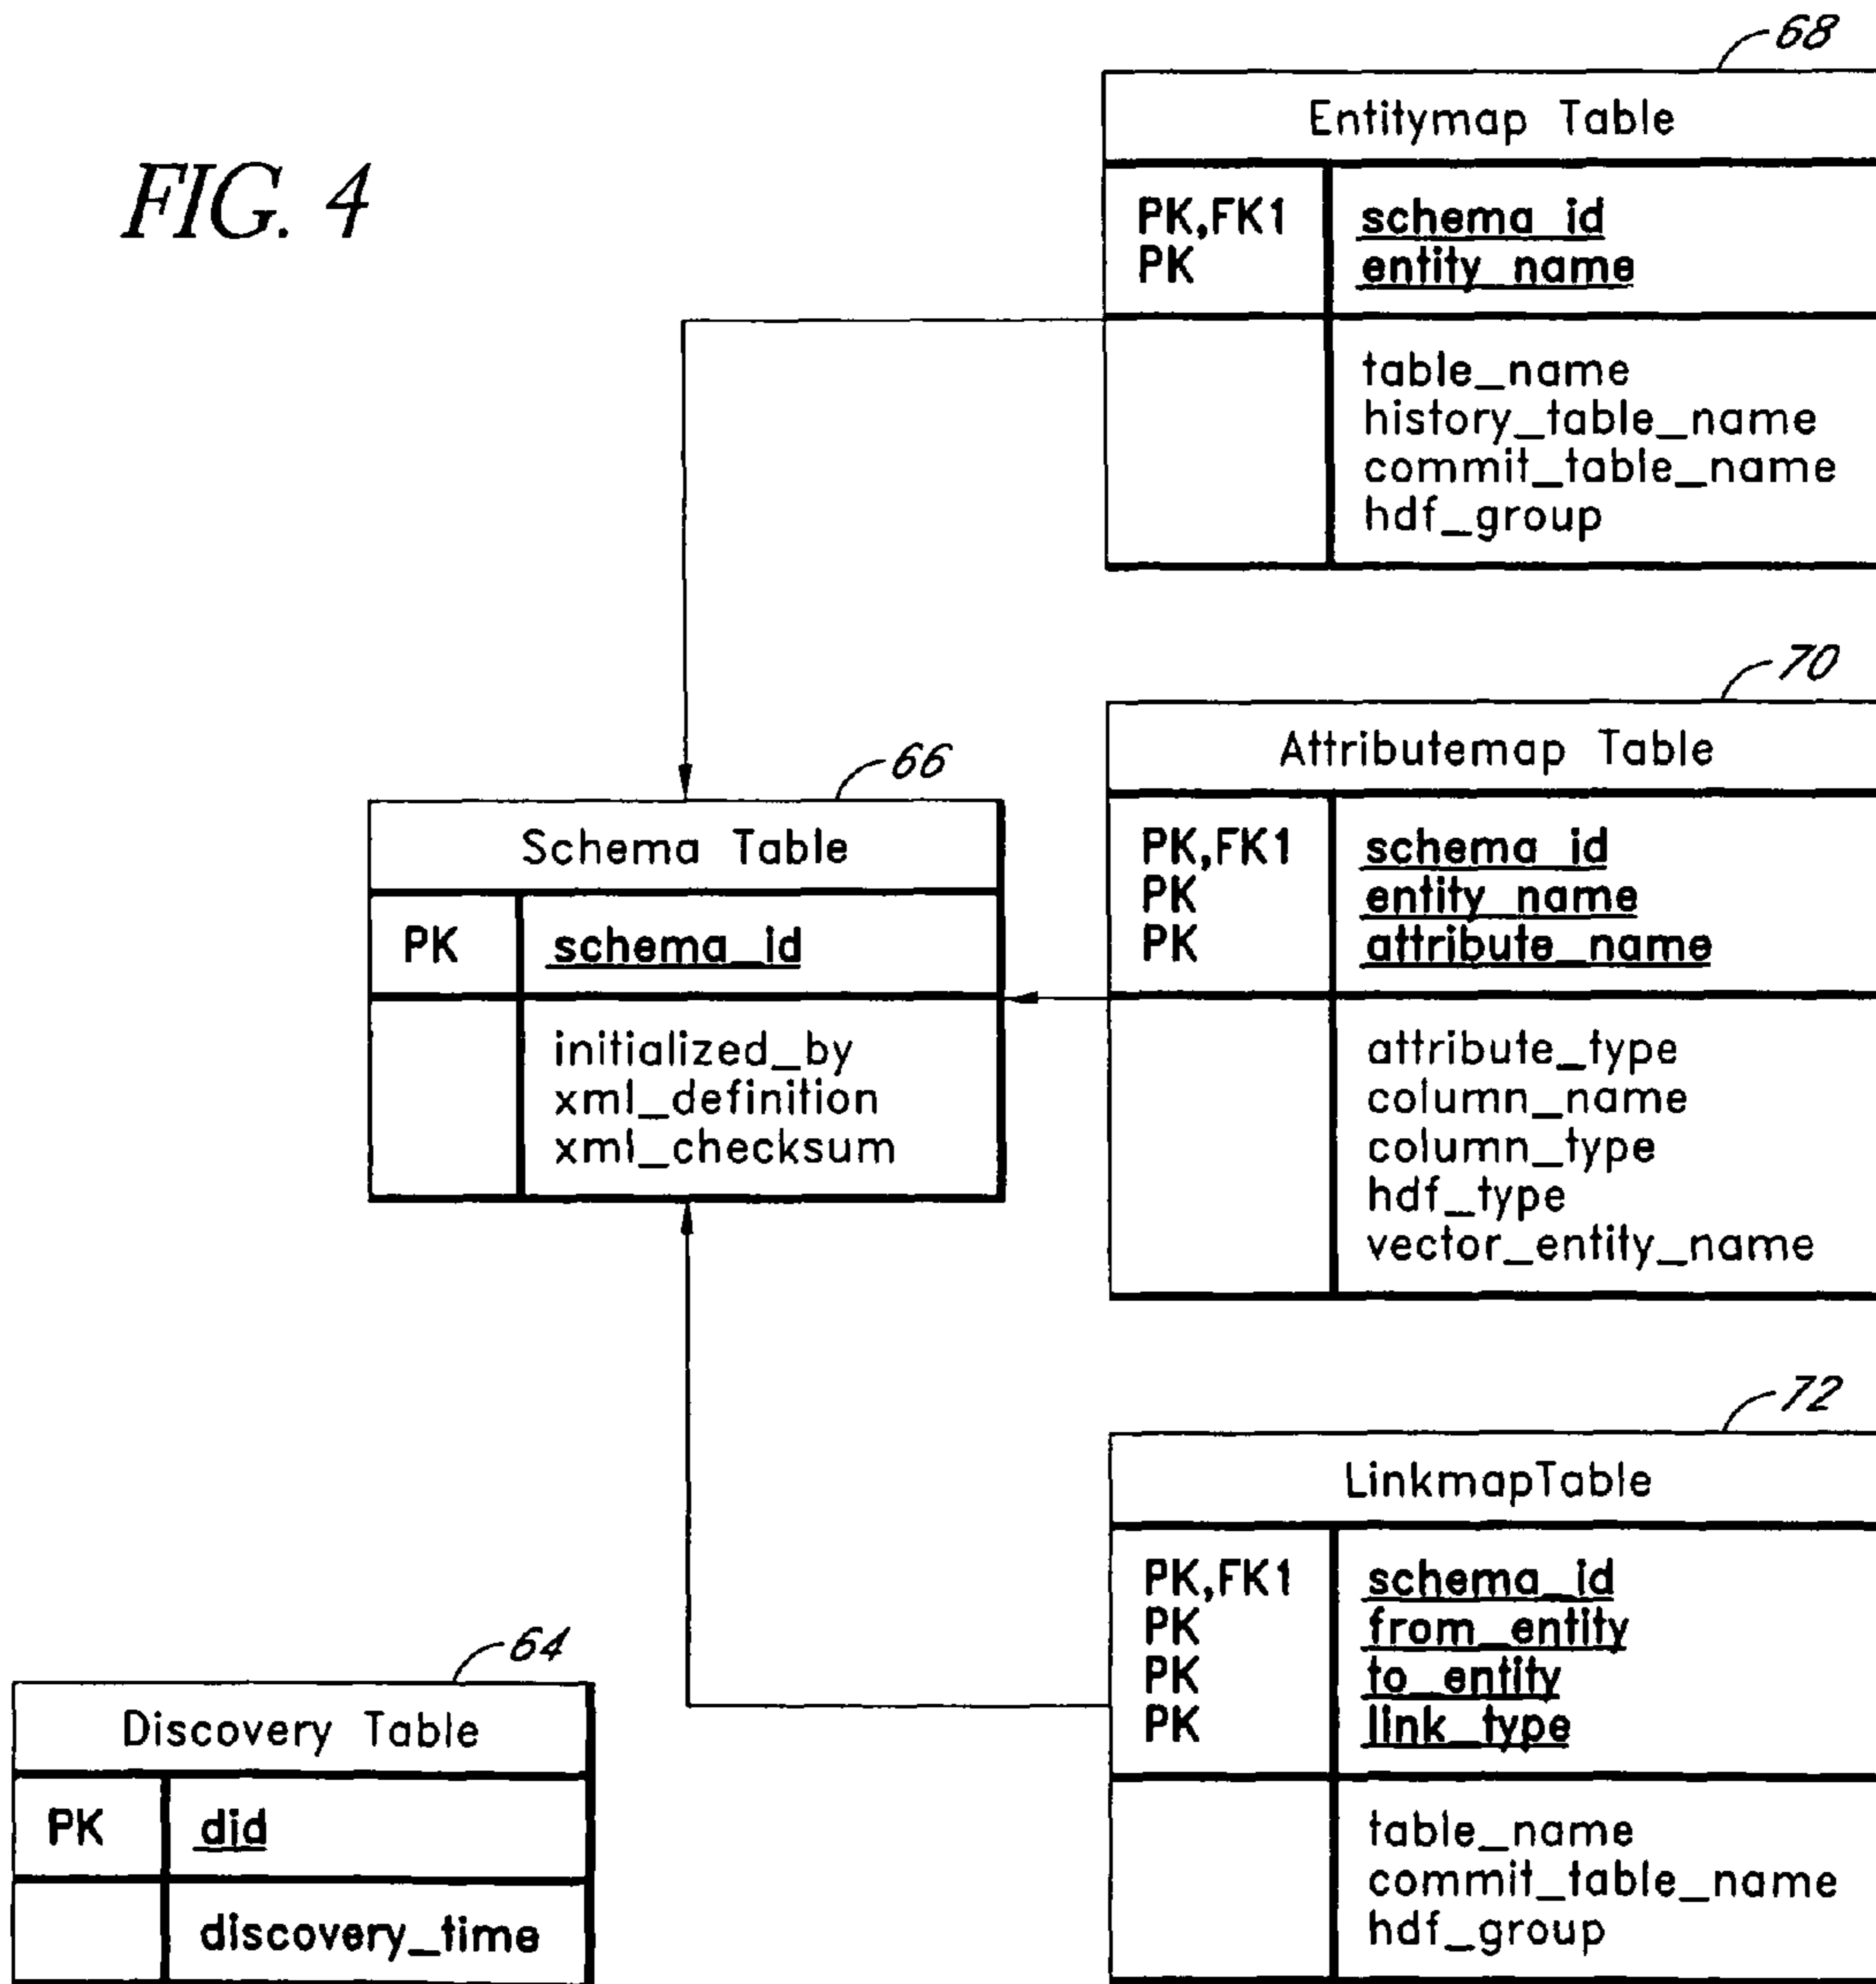 FIG. 4
68
Entitymap Table
PK,FK1 schema_id
PK entity_name
table_name
history_table_name
commit_table_name
hdf_group
70
Attributemap Table
PK,FK1 schema_id
PK entity_name
PK attribute_name
attribute_type
column_name
column_type
hdf_type
vector_entity_name
66
Schema Table
PK schema_id
initialized_by
xml_definition
xml_checksum
72
LinkmapTable
PK,FK1 schema_id
PK from_entity
PK to_entity
PK link_type
table_name
commit_table_name
hdf_group
64
Discovery Table
PK did
discovery_time